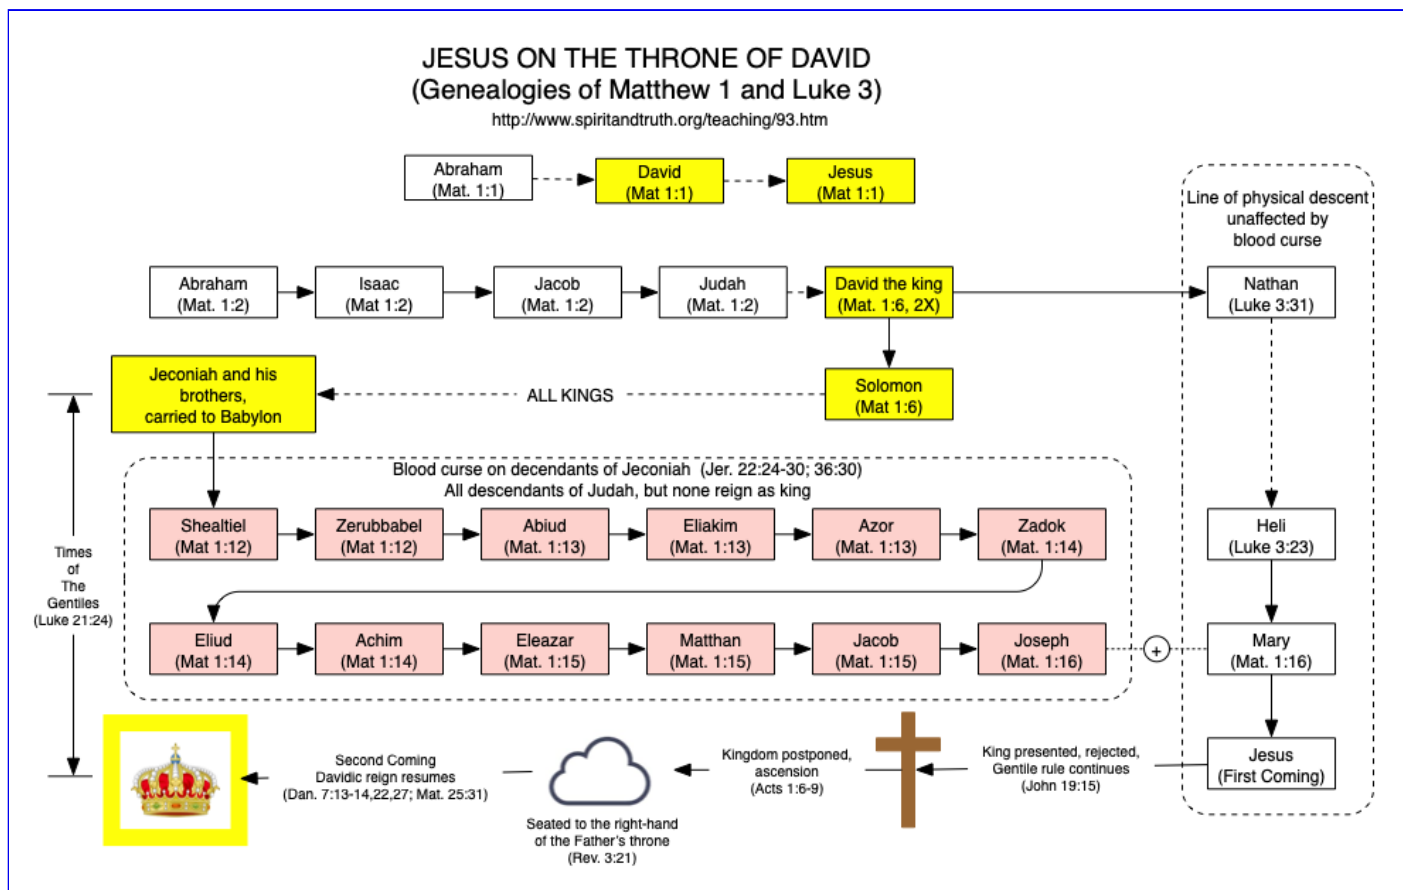 JESUS ON THE THRONE OF DAVID
(Genealogies of Matthew 1 and Luke 3)
http://www.spiritandtruth.org/teaching/93.htm
Abraham
(Mat. 1:1)
David
(Mat 1:1)
Jesus
(Mat 1:1)
Line of physical descent
unaffected by
blood curse
Abraham
(Mat. 1:2)
Isaac
(Mat 1:2)
Jacob
(Mat. 1:2)
Judah
(Mat. 1:2)
David the king
(Mat. 1:6, 2X)
Nathan
(Luke 3:31)
Jeconiah and his
brothers,
carried to Babylon
ALL KINGS
Solomon
(Mat 1:6)
Blood curse on decendants of Jeconiah (Jer. 22:24-30; 36:30)
All descendants of Judah, but none reign as king
Shealtiel
(Mat 1:12)
Zerubbabel
(Mat 1:12)
Abiud
(Mat. 1:13)
Eliakim
(Mat. 1:13)
Azor
(Mat. 1:13)
Zadok
(Mat. 1:14)
Heli
(Luke 3:23)
Times
of
The
Gentiles
(Luke 21:24)
Eliud
(Mat 1:14)
Achim
(Mat 1:14)
Eleazar
(Mat. 1:15)
Matthan
(Mat. 1:15)
Jacob
(Mat. 1:15)
Joseph
(Mat. 1:16)
+
Mary
(Mat. 1:16)
Second Coming
Davidic reign resumes
(Dan. 7:13-14,22,27; Mat. 25:31)
Seated to the right-hand
of the Father's throne
(Rev. 3:21)
Kingdom postponed,
ascension
(Acts 1:6-9)
King presented, rejected,
Gentile rule continues
(John 19:15)
Jesus
(First Coming)